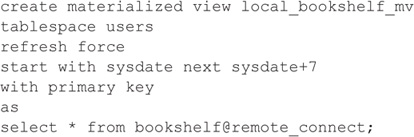 create materialized view local_bookshelf_mv
tablespace users
refresh force
start with sysdate next sysdate+7
with primary key
as
select * from bookshelf@remote_connect;